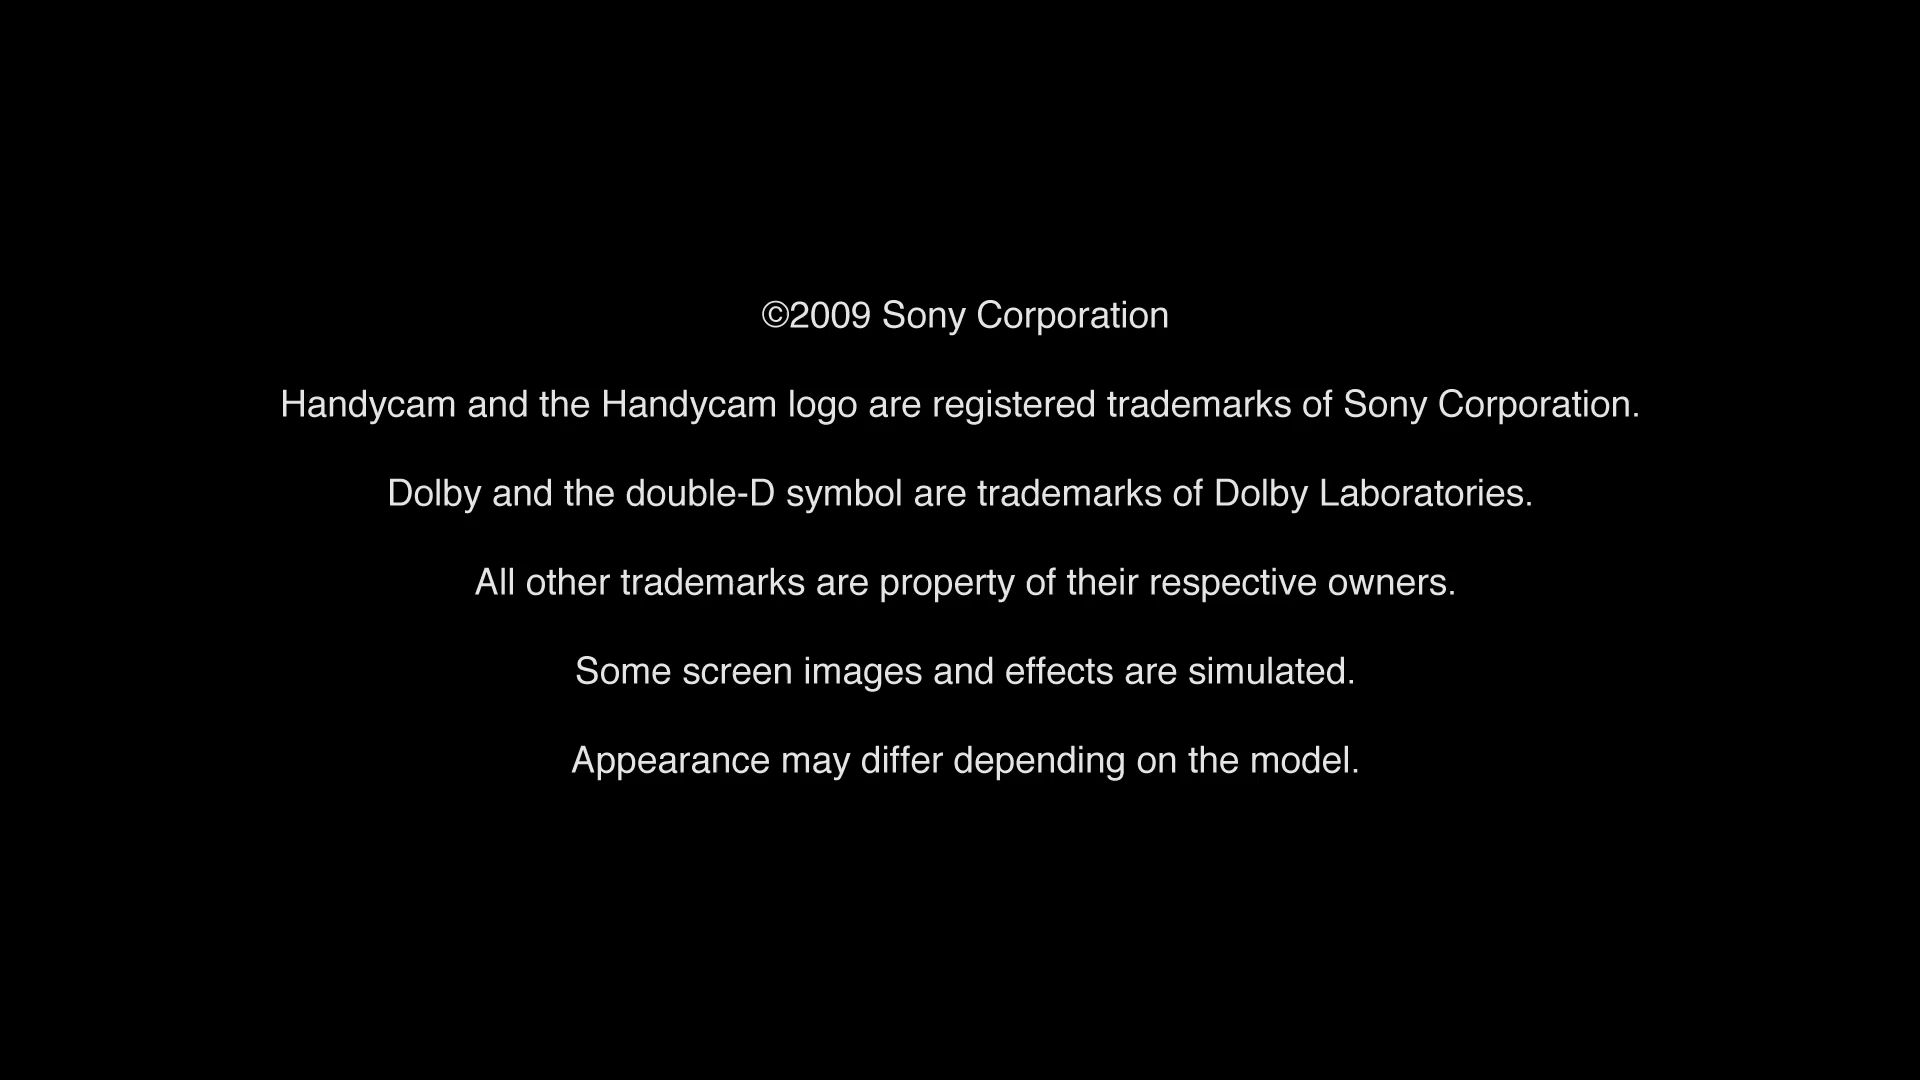 ©2009 Sony Corporation
Handycam and the Handycam logo are registered trademarks of Sony Corporation.
Dolby and the double-D symbol are trademarks of Dolby Laboratories.
All other trademarks are property of their respective owners.
Some screen images and effects are simulated.
Appearance may differ depending on the model.